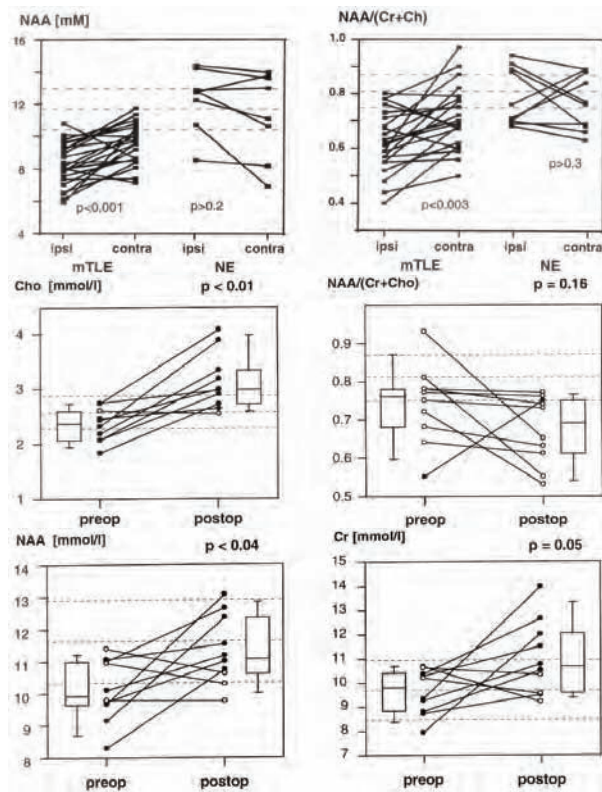 NAA [mM]
NAA/(Cr+Ch)
16
12
8
4
1.0
0.8
0.6
0.4
p<0.001
p>0.2
p<0.003
p>0.3
ipsi contra ipsi contra
mTLE NE
ipsi contra ipsi contra
mTLE NE
Cho [mmol/l] p < 0.01
NAA/(Cr+Cho) p = 0.16
4
3
2
1
0.9
0.8
0.7
0.6
0.5
preop postop
preop postop
NAA [mmol/l] p < 0.04
Cr [mmol/l] p = 0.05
14
13
12
11
10
9
8
15
14
13
12
11
10
9
8
7
preop postop
preop postop